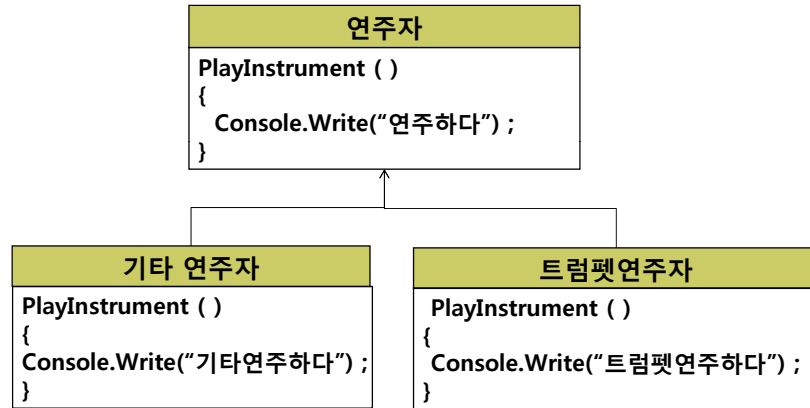 연주자
PlayInstrument ( )
{
Console.Write(“연주하다”) ;
}
기타 연주자
PlayInstrument ( )
{
Console.Write(“기타연주하다”) ;
}
트럼펫연주자
PlayInstrument ( )
{
Console.Write(“트럼펫연주하다”) ;
}